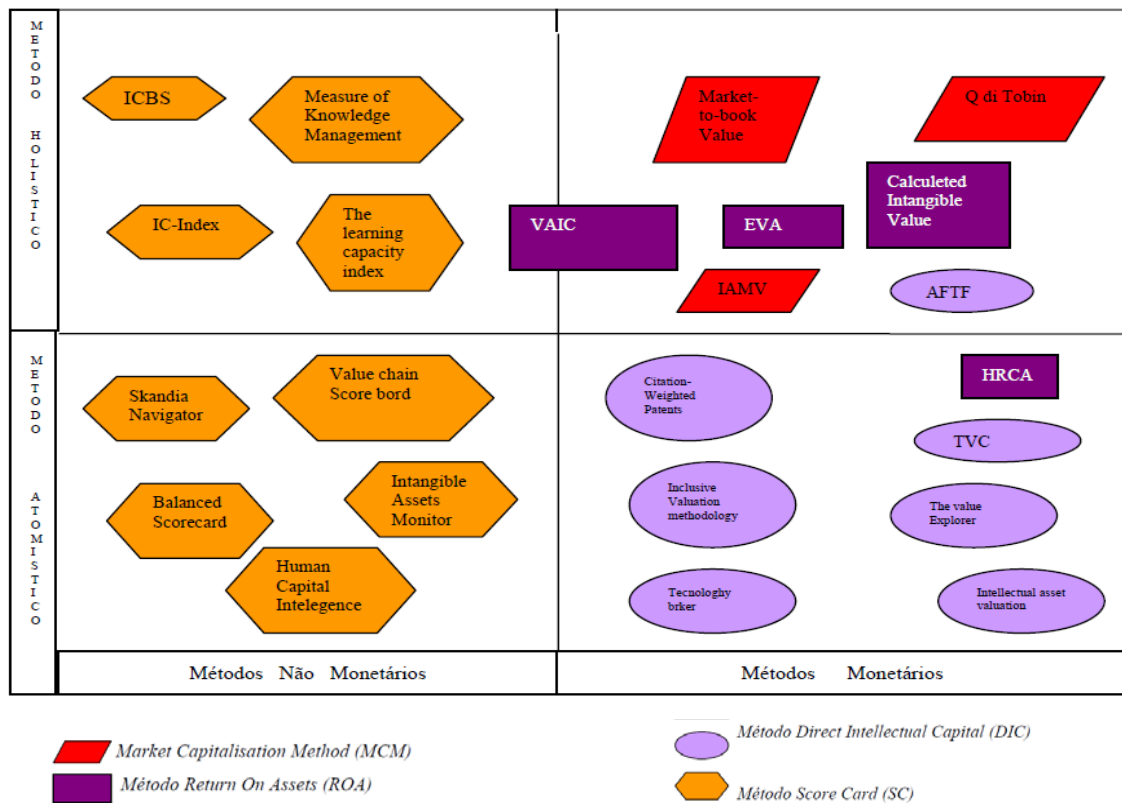 METODO HOLISTICO
ICBS
Measure of
Knowledge
Management
Market-
to-book
Value
Q di Tobin
IC-Index
The
learning
capacity
index
VAIC
EVA
Calculeted
Intangible
Value
IAMV
AFTF
METODO ATOMISTICO
Skandia
Navigator
Value chain
Score bord
Citation-
Weighted
Patents
HRCA
TVC
Balanced
Scorecard
Intangible
Assets
Monitor
Inclusive
Valuation
methodology
The value
Explorer
Human
Capital
Intelegence
Tecnologhy
brker
Intellectual asset
valuation
Métodos Não Monetários
Métodos Monetários
Market Capitalisation Method (MCM)
Método Return On Assets (ROA)
Método Direct Intellectual Capital (DIC)
Método Score Card (SC)